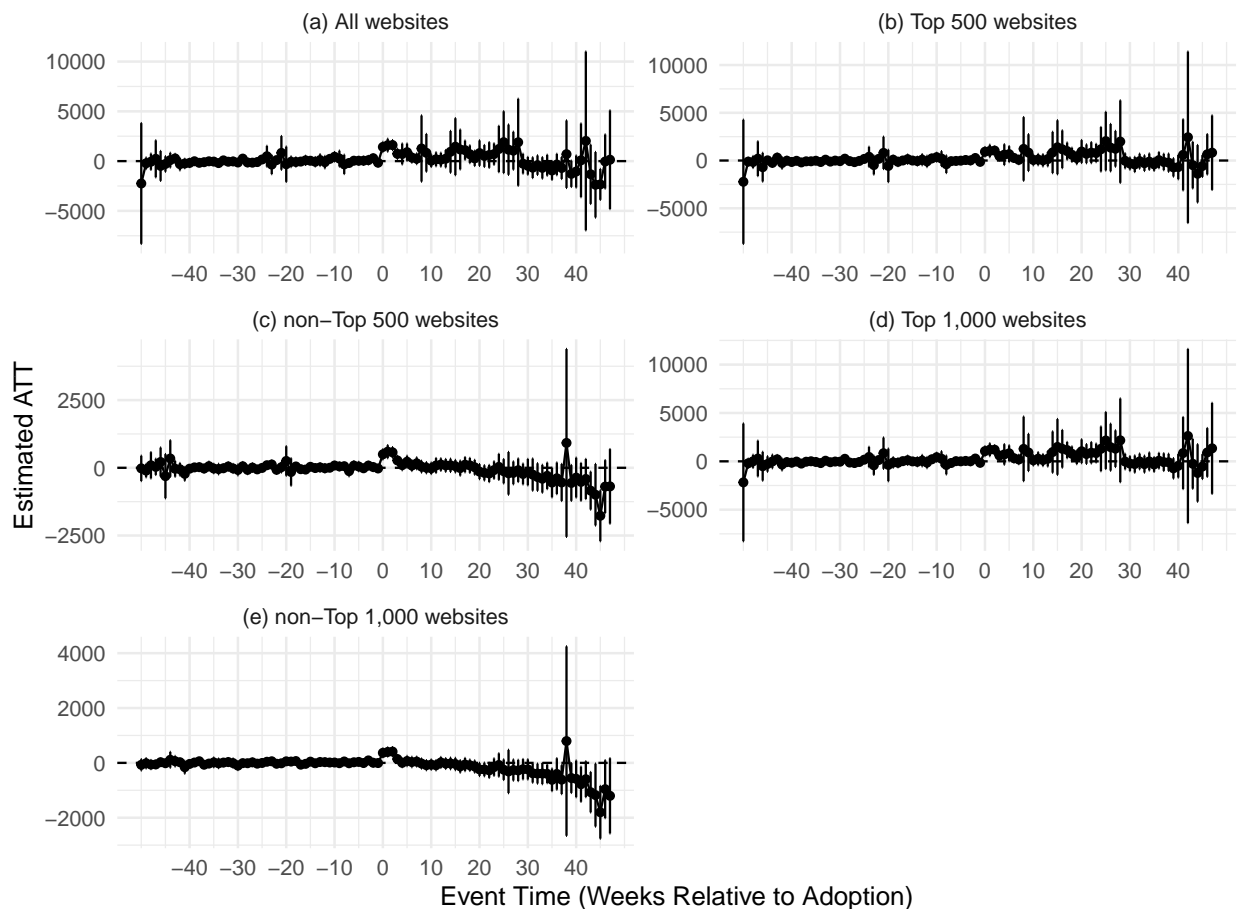 (a) All websites
(b) Top 500 websites
10000
5000
0
−5000
−40 −30 −20 −10 0 10 20 30 40
10000
5000
0
−5000
−40 −30 −20 −10 0 10 20 30 40
(c) non−Top 500 websites
(d) Top 1,000 websites
2500
0
−2500
−40 −30 −20 −10 0 10 20 30 40
10000
5000
0
−5000
−40 −30 −20 −10 0 10 20 30 40
(e) non−Top 1,000 websites
4000
2000
0
−2000
−40 −30 −20 −10 0 10 20 30 40
Estimated ATT
Event Time (Weeks Relative to Adoption)